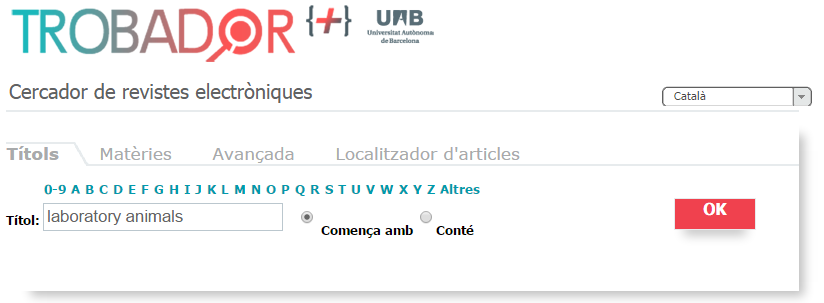 TROBADOR {+} UAB
Universitat Autònoma
de Barcelona
Cercador de revistes electròniques
Català
Títols Matèries Avançada Localitzador d'articles
0-9 A B C D E F G H I J K L M N O P Q R S T U V W X Y Z Altres
Títol: laboratory animals Comença amb Conté OK